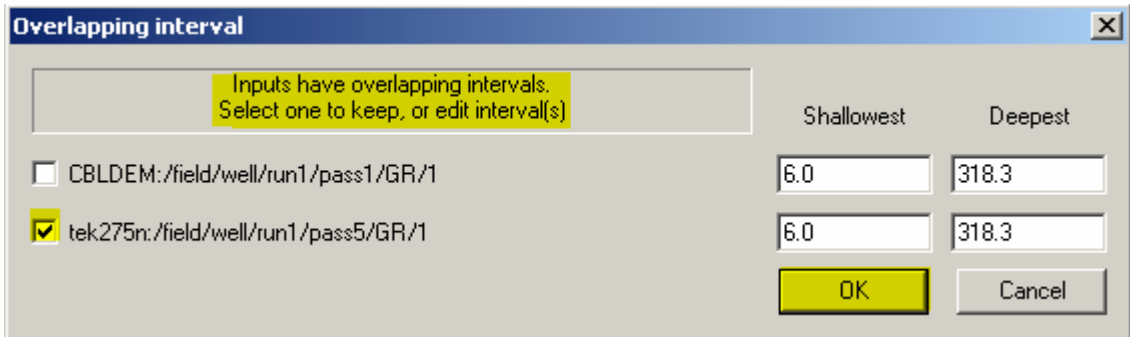 Overlapping interval
Inputs have overlapping intervals.
Select one to keep, or edit interval(s)
Shallowest Deepest
CBLDEM:/field/well/run1/pass1/GR/1 6.0 318.3
tek275n:/field/well/run1/pass5/GR/1 6.0 318.3
OK Cancel